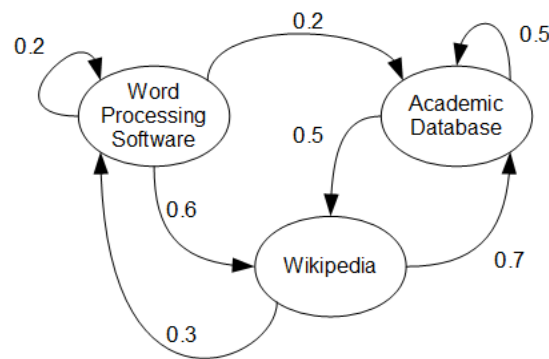 0.2
0.2
0.5
Word
Processing
Software
Academic
Database
0.5
0.6
Wikipedia
0.7
0.3